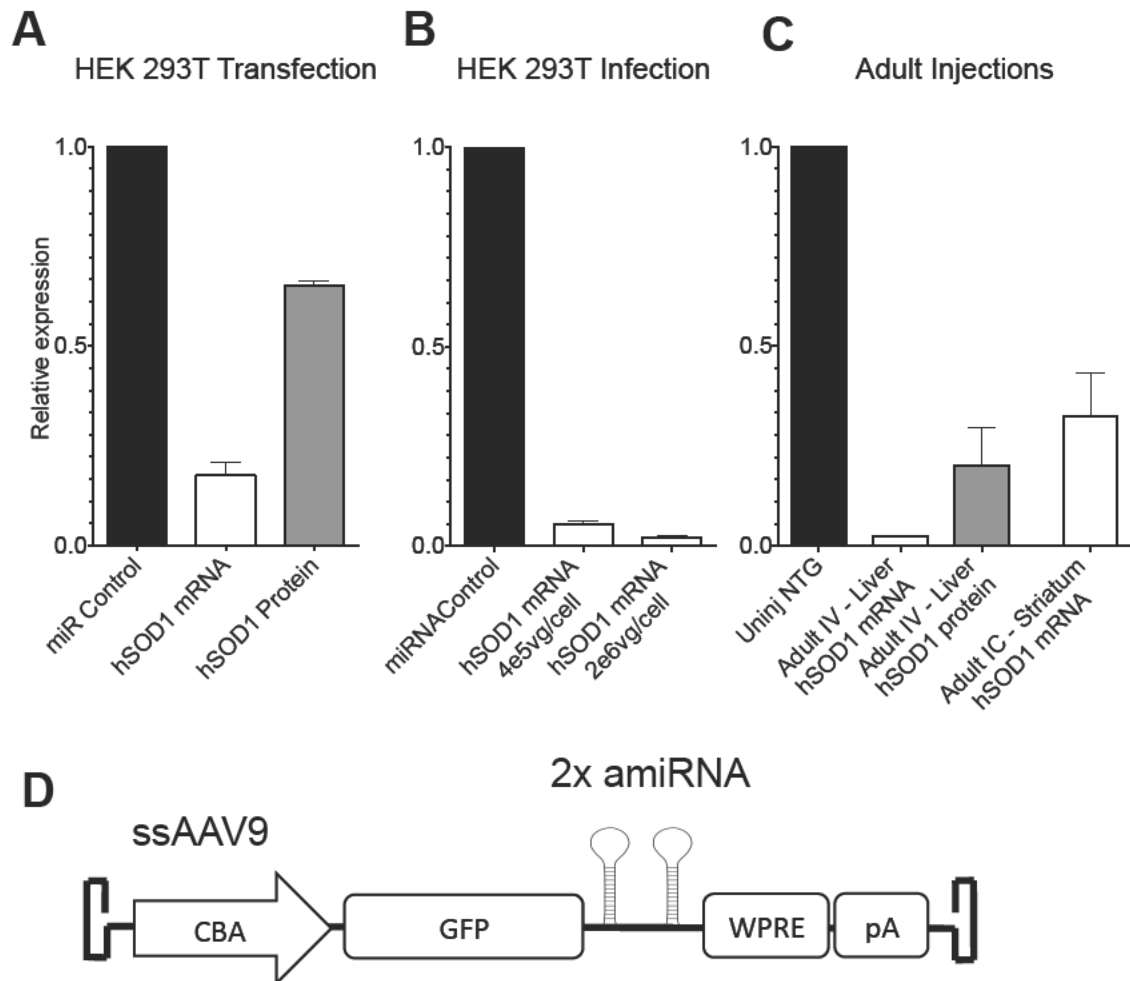 A
HEK 293T Transfection
Relative expression
1.0
0.5
0.0
miR Control
hSOD1 mRNA
hSOD1 Protein
B
HEK 293T Infection
1.0
0.5
0.0
miRNAControl
hSOD1 mRNA
4e5vg/cell
hSOD1 mRNA
2e6vg/cell
C
Adult Injections
1.0
0.5
0.0
Uninj NTG
Adult IV - Liver
hSOD1 mRNA
Adult IV - Liver
hSOD1 protein
Adult IC - Striatum
hSOD1 mRNA
D
ssAAV9
2x amiRNA
CBA
GFP
WPRE
pA